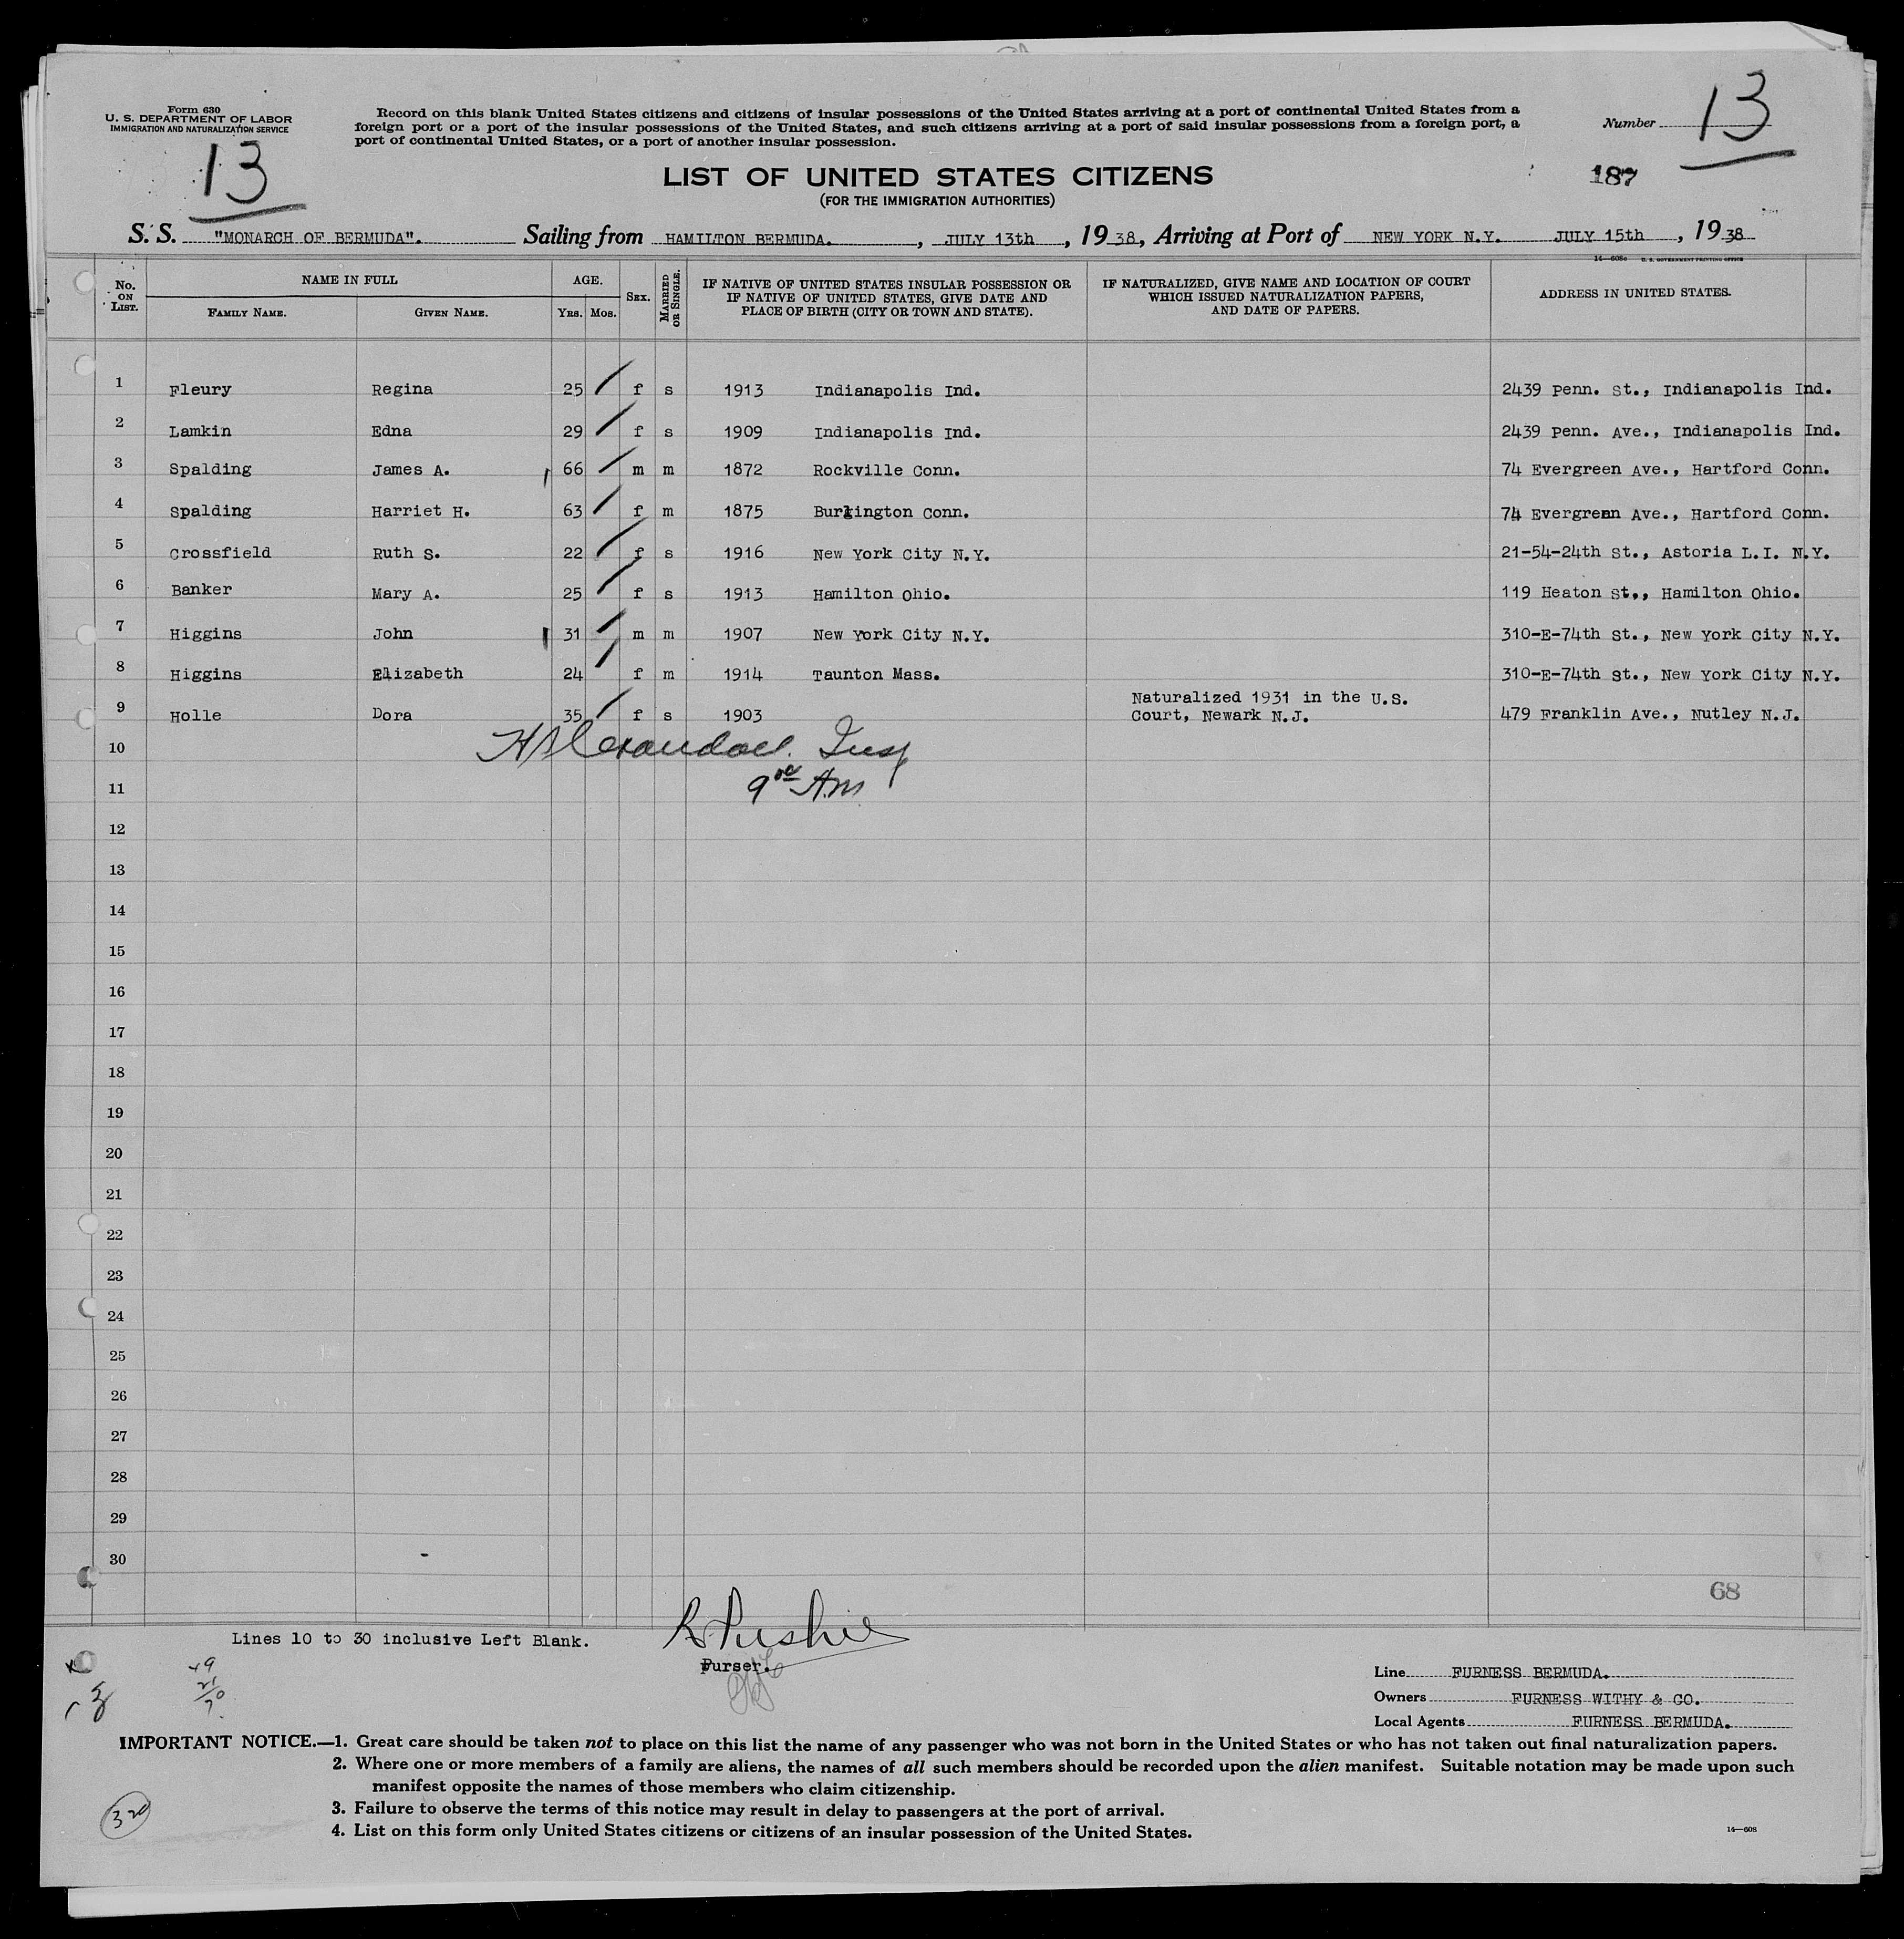 Form 630
U. S. DEPARTMENT OF LABOR
IMMIGRATION AND NATURALIZATION SERVICE
13
Record on this blank United States citizens and citizens of insular possessions of the United States arriving at a port of continental United States from a
foreign port or a port of the insular possessions of the United States, and such citizens arriving at a port of said insular possessions from a foreign port, a
port of continental United States, or a port of another insular possession.
Number 13
187
LIST OF UNITED STATES CITIZENS
(FOR THE IMMIGRATION AUTHORITIES)
S. S. "MONARCH OF BERMUDA". Sailing from HAMILTON BERMUDA. , JULY 13th , 19 38, Arriving at Port of NEW YORK N.Y. JULY 15th , 19 38
14—608c U. S. GOVERNMENT PRINTING OFFICE
No. ON LIST. NAME IN FULL FAMILY NAME. GIVEN NAME. AGE. YRS. MOS. SEX. MARRIED OR SINGLE. IF NATIVE OF UNITED STATES INSULAR POSSESSION OR IF NATIVE OF UNITED STATES, GIVE DATE AND PLACE OF BIRTH (CITY OR TOWN AND STATE). IF NATURALIZED, GIVE NAME AND LOCATION OF COURT WHICH ISSUED NATURALIZATION PAPERS, AND DATE OF PAPERS. ADDRESS IN UNITED STATES.
1 Fleury Regina 25 f s 1913 Indianapolis Ind. 2439 Penn. St., Indianapolis Ind.
2 Lamkin Edna 29 f s 1909 Indianapolis Ind. 2439 Penn. Ave., Indianapolis Ind.
3 Spalding James A. 66 m m 1872 Rockville Conn. 74 Evergreen Ave., Hartford Conn.
4 Spalding Harriet H. 63 f m 1875 Burlington Conn. 74 Evergreen Ave., Hartford Conn.
5 Crossfield Ruth S. 22 f s 1916 New York City N.Y. 21-54-24th St., Astoria L.I. N.Y.
6 Banker Mary A. 25 f s 1913 Hamilton Ohio. 119 Heaton St., Hamilton Ohio.
7 Higgins John 31 m m 1907 New York City N.Y. 310-E-74th St., New York City N.Y.
8 Higgins Elizabeth 24 f m 1914 Taunton Mass. 310-E-74th St., New York City N.Y.
9 Holle Dora 35 f s 1903 Naturalized 1931 in the U.S. Court, Newark N.J. 479 Franklin Ave., Nutley N.J.
10
Insp
11 9 00 AM
12
13
14
15
16
17
18
19
20
21
22
23
24
25
26
27
28
29
30
68
Lines 10 to 30 inclusive Left Blank.
Purser.
Line FURNESS BERMUDA.
Owners FURNESS WITHY & CO.
Local Agents FURNESS BERMUDA.
IMPORTANT NOTICE.—1. Great care should be taken not to place on this list the name of any passenger who was not born in the United States or who has not taken out final naturalization papers.
2. Where one or more members of a family are aliens, the names of all such members should be recorded upon the alien manifest. Suitable notation may be made upon such
manifest opposite the names of those members who claim citizenship.
3. Failure to observe the terms of this notice may result in delay to passengers at the port of arrival.
4. List on this form only United States citizens or citizens of an insular possession of the United States.
320
14—608